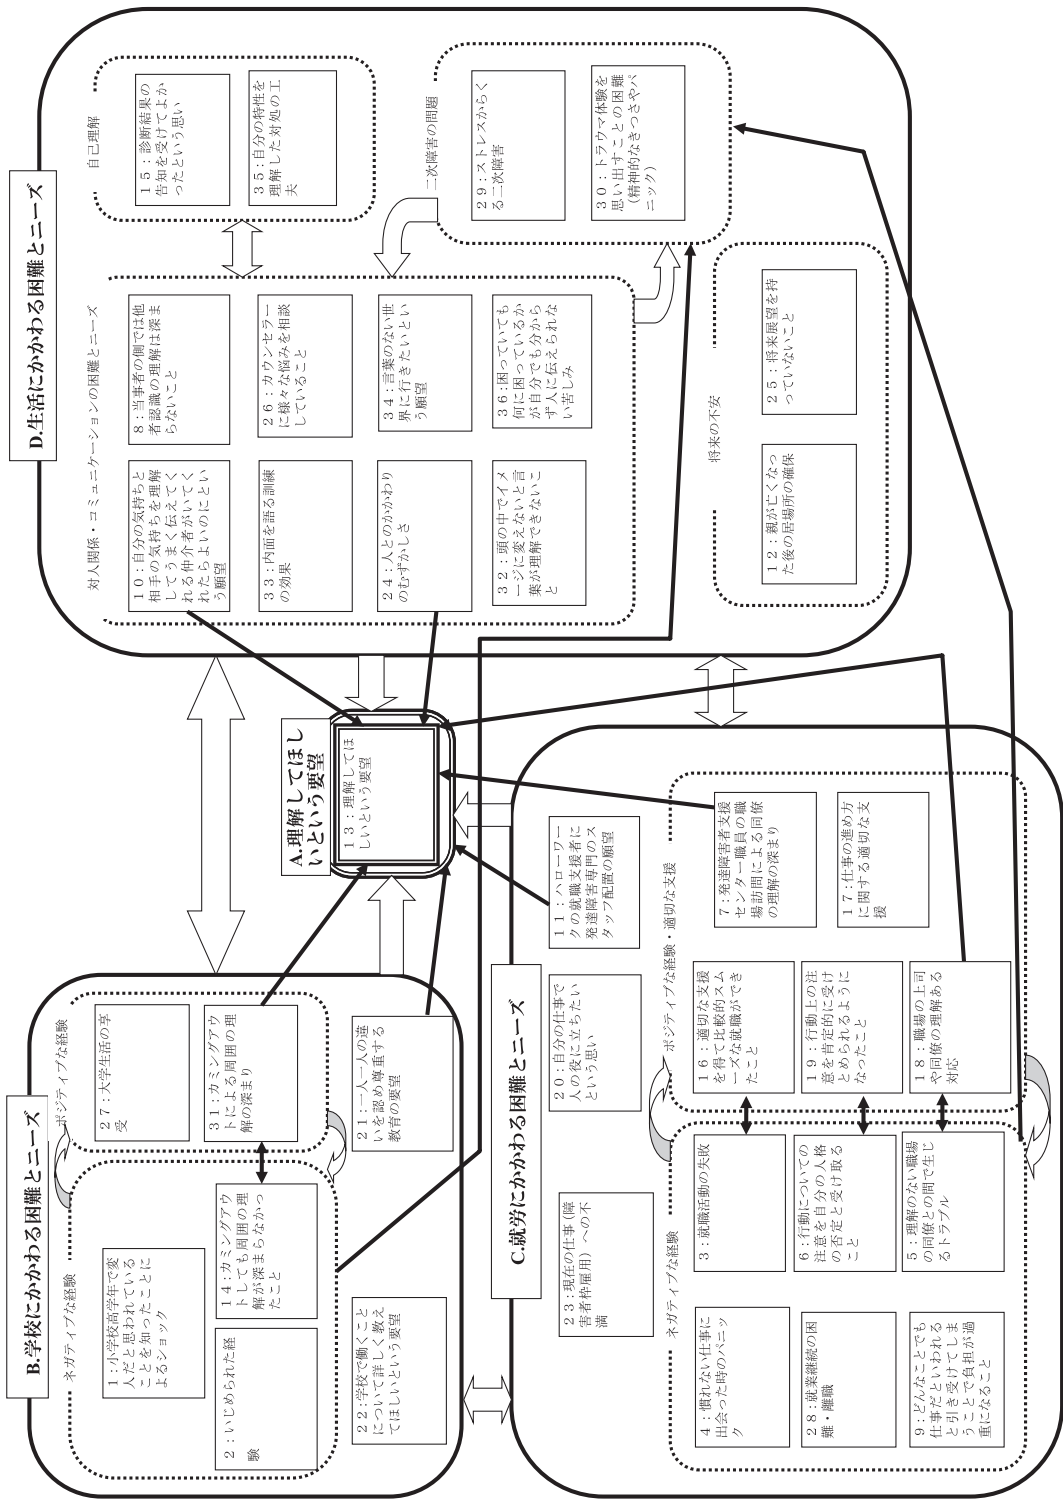 B.学校にかかわる困難とニーズ
ネガティブな経験
1：小学校高学年で変
人だと思われている
ことを知ったことに
よるショック
2：いじめられた経
験
14：カミングアウ
トしても周囲の理
解が深まらなかっ
たこと
ポジティブな経験
27：大学生活の享
受
31：カミングアウ
トによる周囲の理
解の深まり
22：学校で働くこと
について詳しく教え
てほしいという要望
21：一人一人の違
いを認め尊重する
教育の要望
A.理解してほし
いという要望
13：理解してほ
しいという要望
D.生活にかかわる困難とニーズ
対人関係・コミュニケーションの困難とニーズ
10：自分の気持ちと
相手の気持ちを理解
してうまく伝えてく
れる仲介者がいてく
れたらよいのにとい
う願望
8：当事者の側では他
者認識の理解は深ま
らないこと
33：内面を語る訓練
の効果
26：カウンセラー
に様々な悩みを相談
していること
24：人とのかかわり
のむずかしさ
34：言葉のない世
界に行きたいとい
う願望
32：頭の中でイメ
ージに変えないと言
葉が理解できないこ
と
36：困っていても
何に困っているか
が自分でも分から
ず人に伝えられな
い苦しみ
自己理解
15：診断結果の
告知を受けてよか
ったという思い
35：自分の特性を
理解した対処の工
夫
二次障害の問題
29：ストレスからく
る二次障害
30：トラウマ体験を
思い出すことの困難
(精神的なきつさやパ
ニック)
将来の不安
12：親が亡くなっ
た後の居場所の確保
25：将来展望を持
っていないこと
C.就労にかかわる困難とニーズ
23：現在の仕事(障
害者枠雇用)への不
満
20：自分の仕事で
人の役に立ちたい
という思い
11：ハローワー
クの就職支援者に
発達障害専門のス
タッフ配置の願望
ネガティブな経験
4：慣れない仕事に
出会った時のパニッ
ク
3：就職活動の失敗
28：就業継続の困
難・離職
6：行動についての
注意を自分の人格
の否定と受け取る
こと
9：どんなことでも
仕事だといわれる
と引き受けてしま
うことで負担が過
重になること
5：理解のない職場
の同僚との間で生じ
るトラブル
ポジティブな経験・適切な支援
16：適切な支援
を得て比較的スム
ーズな就職ができ
たこと
7：発達障害者支援
センター職員の職
場訪問による同僚
の理解の深まり
19：行動上の注
意を肯定的に受け
とめられるように
なったこと
17：仕事の進め方
に関する適切な支
援
18：職場の上司
や同僚の理解ある
対応